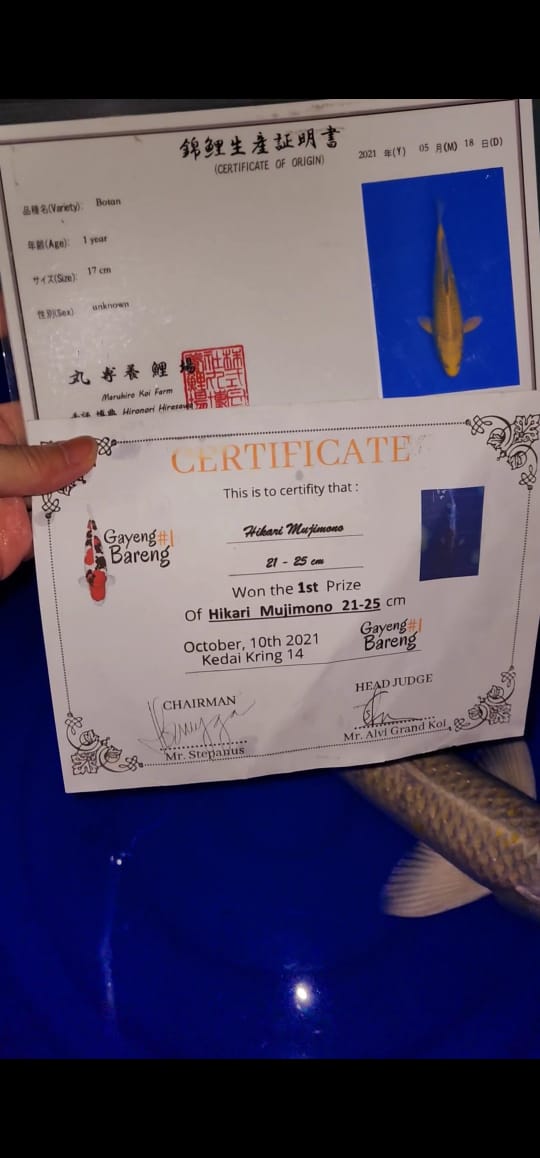 錦鯉生産証明書
(CERTIFICATE OF ORIGIN)
2021 年(Y) 05 月(M) 18 日(D)
品種名(Variety): Botan
年齢(Age): 1 year
サイズ(Size): 17 cm
性別(Sex) unknown
養鯉場
Maruhiro Koi Farm
Hironori Hirasawa
CERTIFICATE
This is to certifity that :
Gayeng#1
Bareng
Hikari Mujimono
21 - 25 cm
Won the 1st Prize
Of Hikari Mujimono 21-25 cm
October, 10th 2021
Kedai Kring 14
Gayeng#1
Bareng
CHAIRMAN
HEAD JUDGE
Mr. Stepanus
Mr. Alvi Grand Koi